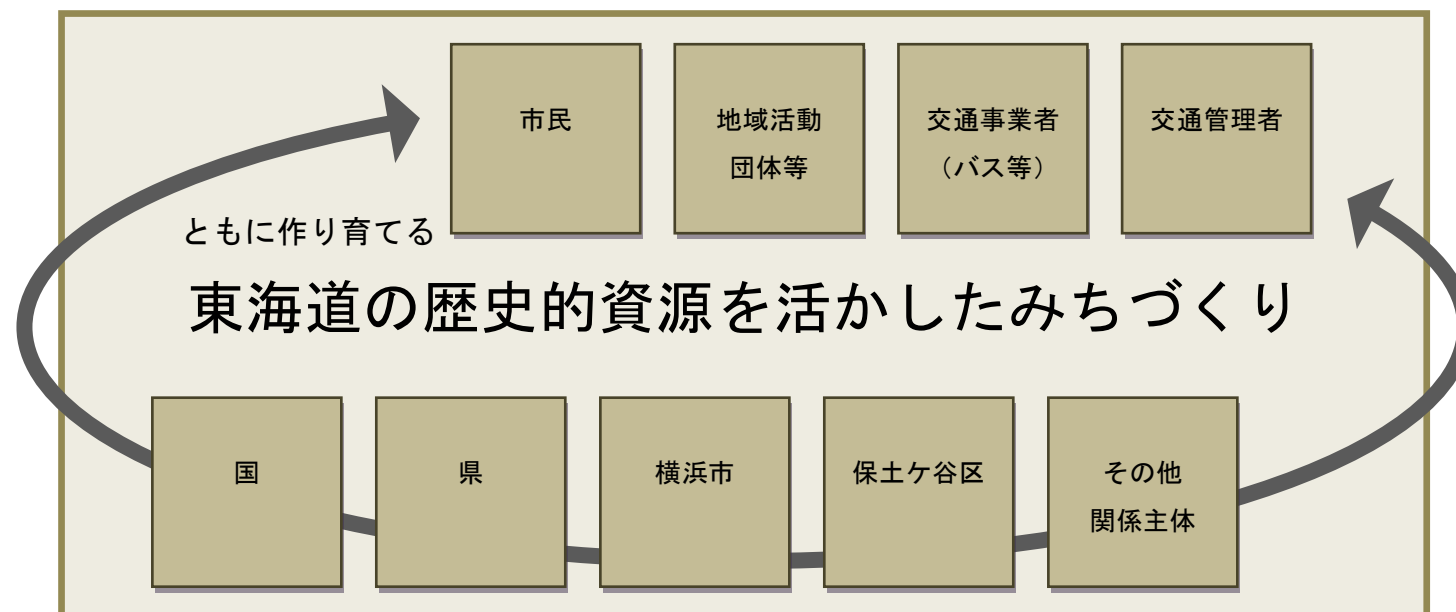 市民
地域活動
団体等
交通事業者
（バス等）
交通管理者
ともに作り育てる
東海道の歴史的資源を活かしたみちづくり
国
県
横浜市
保土ケ谷区
その他
関係主体